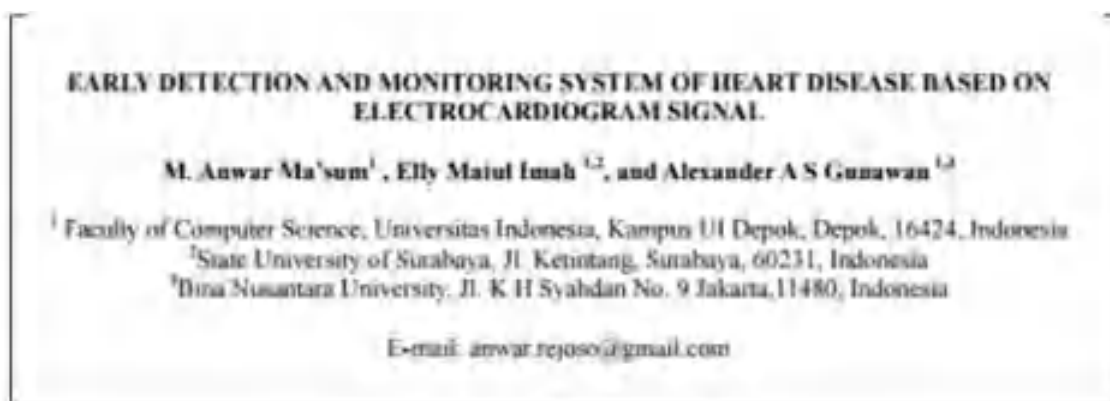 EARLY DETECTION AND MONITORING SYSTEM OF HEART DISEASE BASED ON
ELECTROCARDIOGRAM SIGNAL
M. Anwar Ma'sum¹, Elly Matul Imah ¹,², and Alexander A S Gunawan ¹,³
¹ Faculty of Computer Science, Universitas Indonesia, Kampus UI Depok, Depok, 16424, Indonesia
²State University of Surabaya, Jl. Ketintang, Surabaya, 60231, Indonesia
³Bina Nusantara University, Jl. K H Syahdan No. 9 Jakarta,11480, Indonesia
E-mail: anwar.rejoso@gmail.com